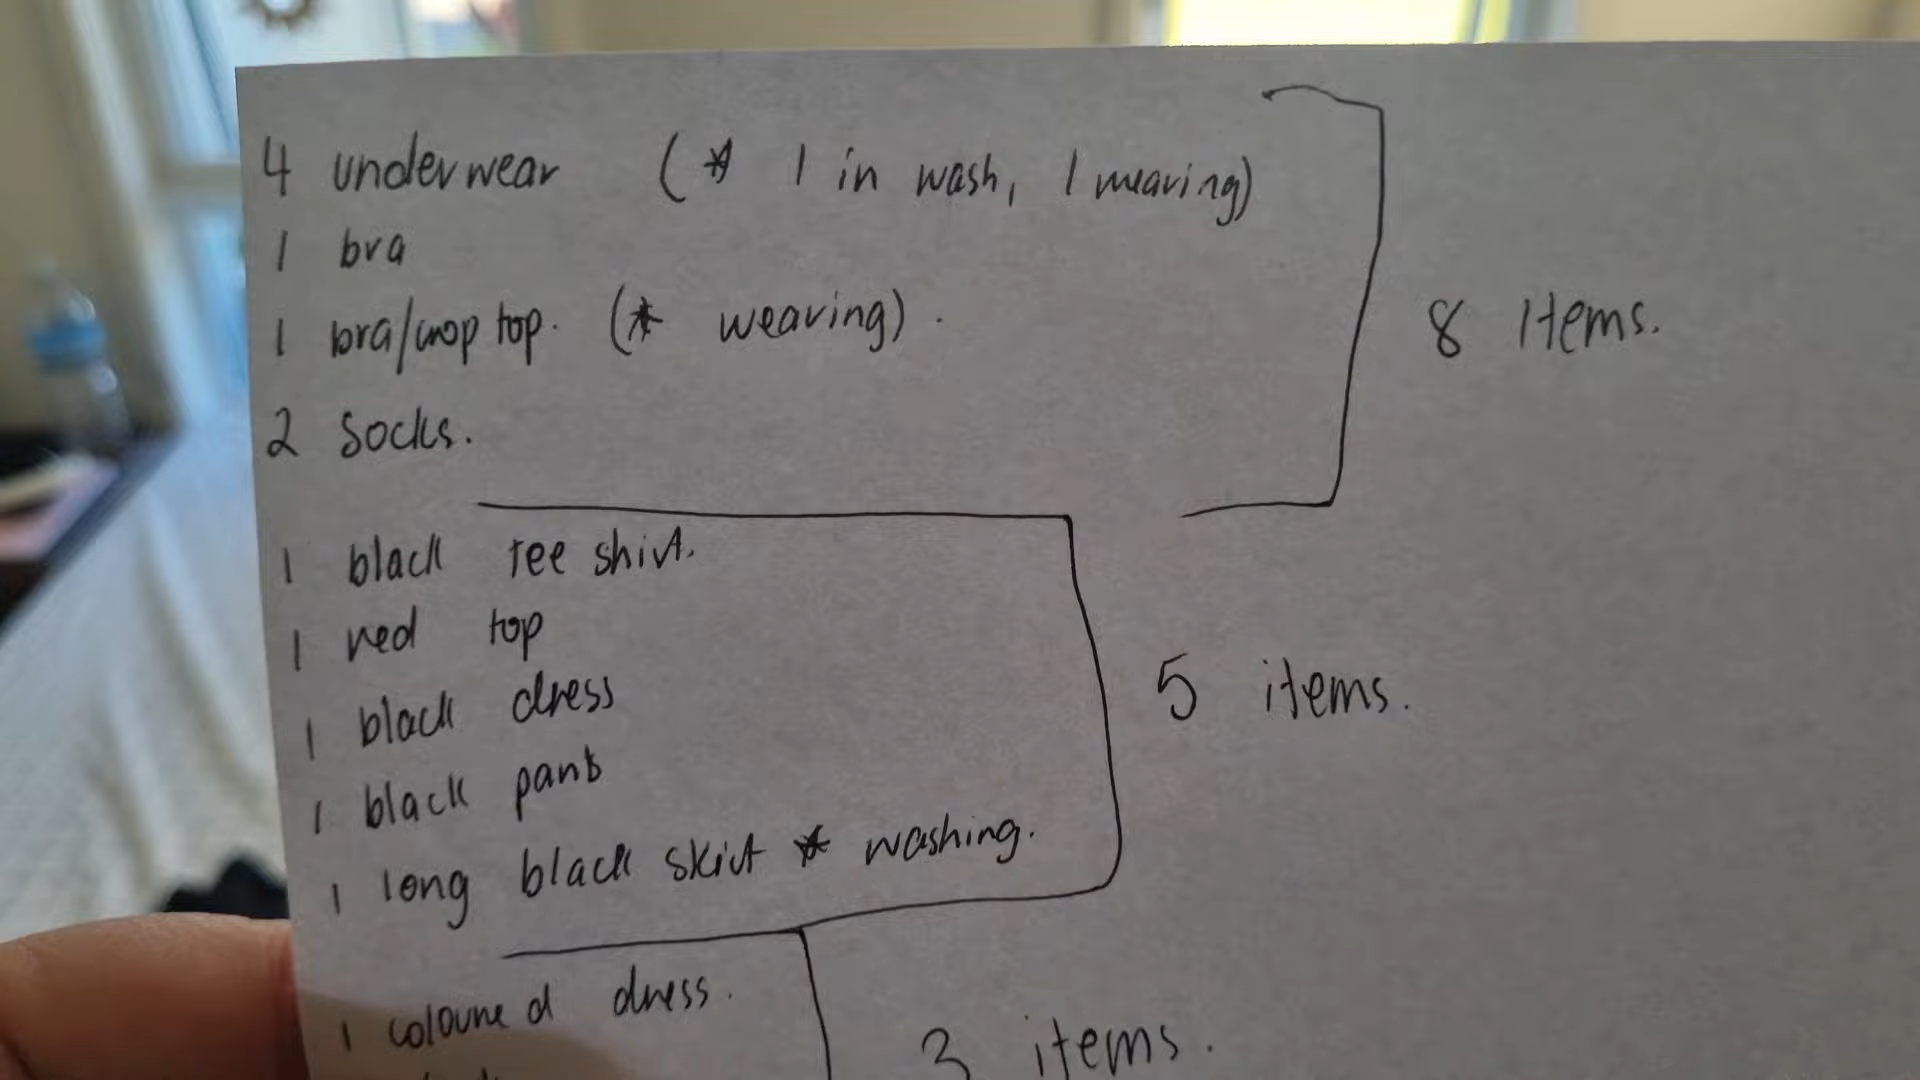 4 underwear (* 1 in wash, 1 wearing)
1 bra
1 bra/crop top. (* wearing).
2 socks.
8 items.
1 black tee shirt.
1 red top
1 black dress
1 black pants
1 long black skirt * washing.
5 items.
1 coloured dress.
3 items.